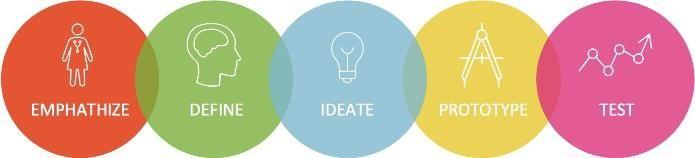 EMPHATHIZE
DEFINE
IDEATE
PROTOTYPE
TEST